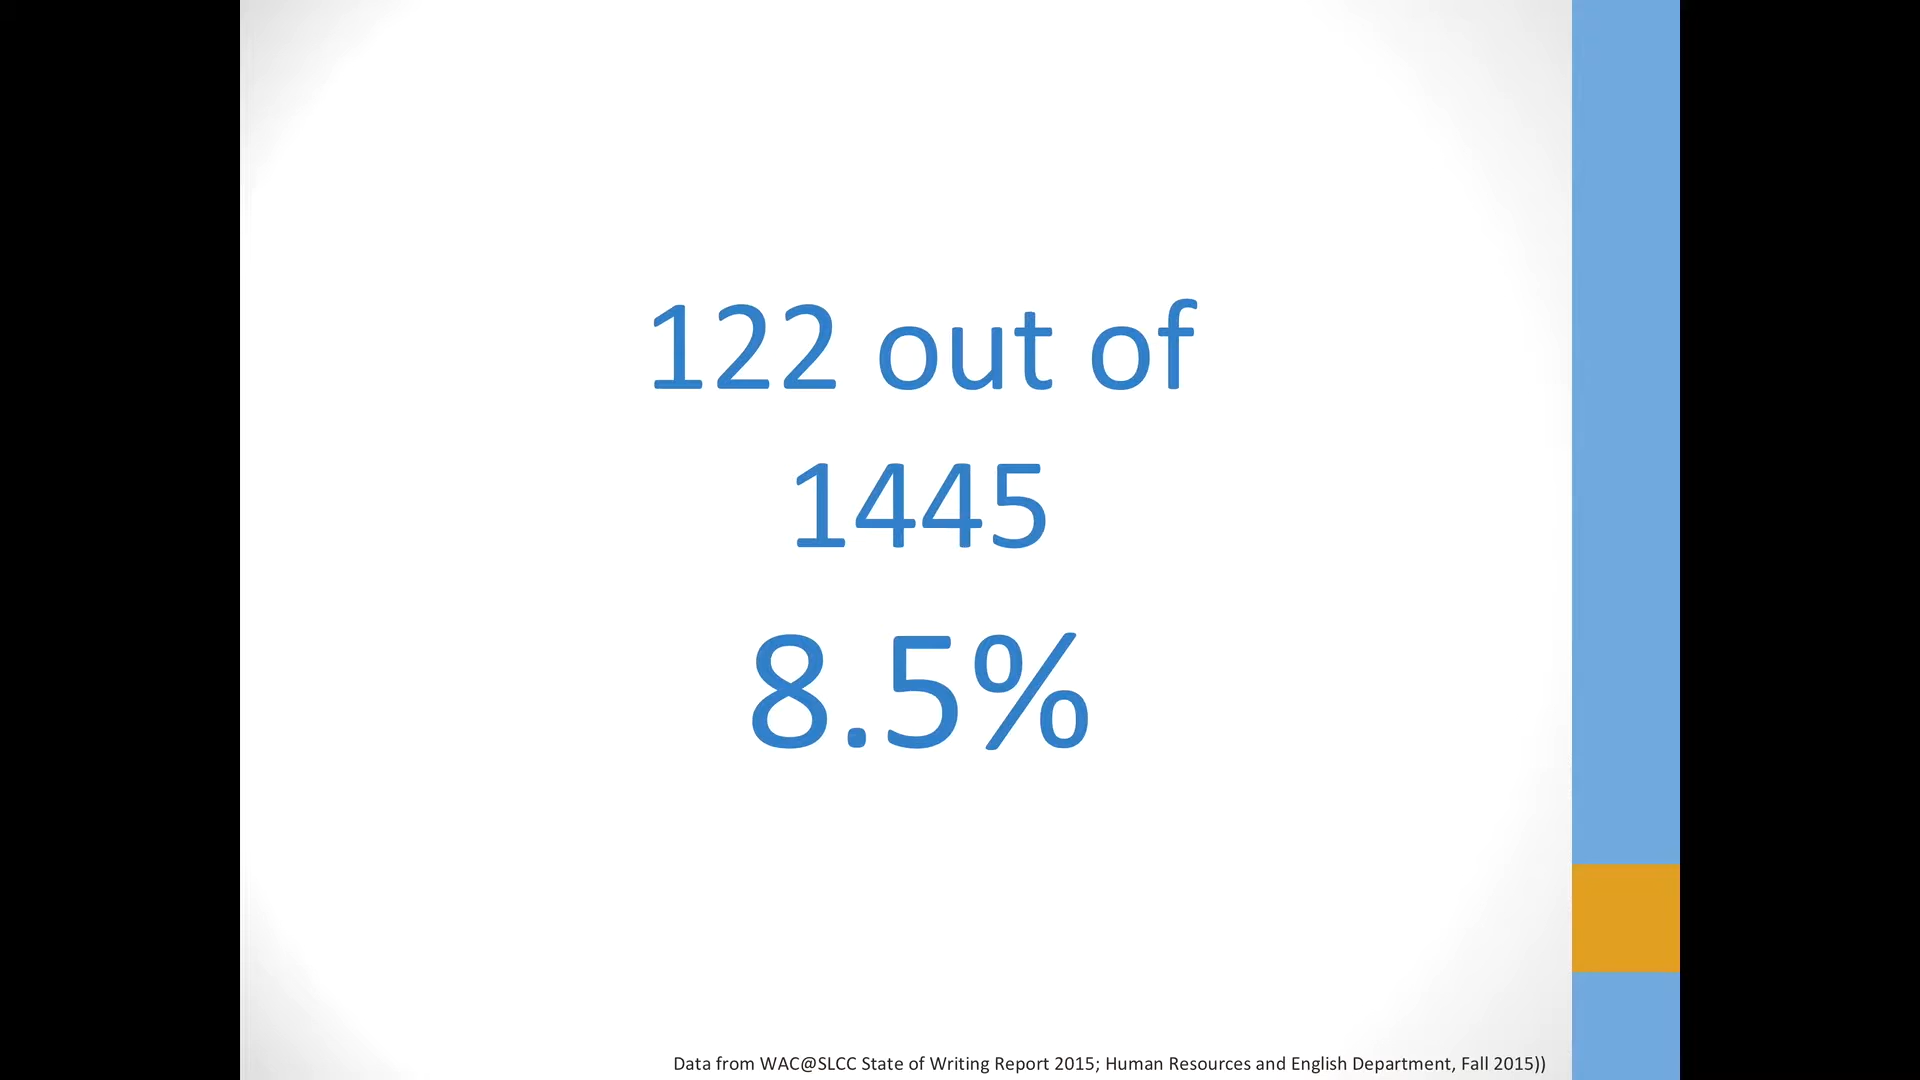 122 out of
1445
8.5%
Data from WAC@SLCC State of Writing Report 2015; Human Resources and English Department, Fall 2015))